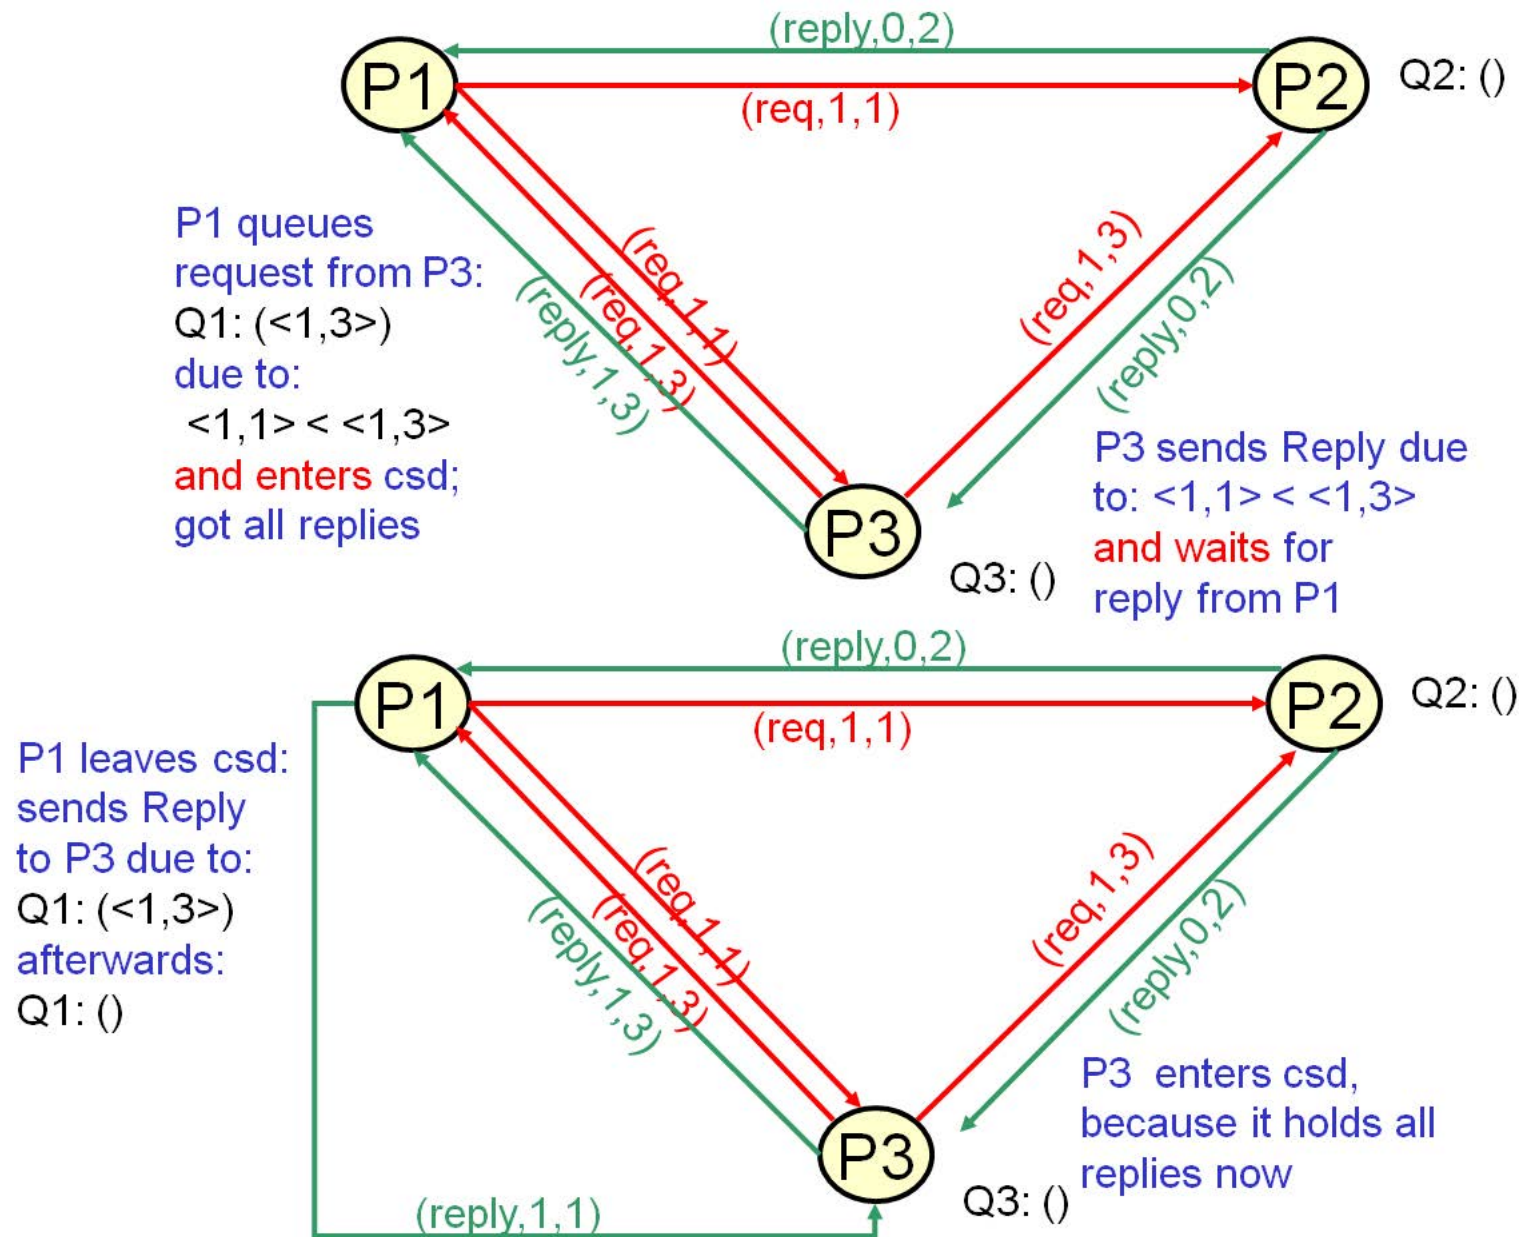 (reply,0,2)
P1
P2
Q2: ()
(req,1,1)
P1 queues
request from P3:
Q1: (<1,3>)
due to:
<1,1> < <1,3>
and enters csd;
got all replies
(req,1,1)
(req,1,3)
(reply,1,3)
(req,1,3)
(reply,0,2)
P3 sends Reply due
to: <1,1> < <1,3>
and waits for
reply from P1
P3
Q3: ()
(reply,0,2)
P1
P2
Q2: ()
(req,1,1)
P1 leaves csd:
sends Reply
to P3 due to:
Q1: (<1,3>)
afterwards:
Q1: ()
(req,1,1)
(req,1,3)
(reply,1,3)
(req,1,3)
(reply,0,2)
P3 enters csd,
because it holds all
replies now
P3
Q3: ()
(reply,1,1)